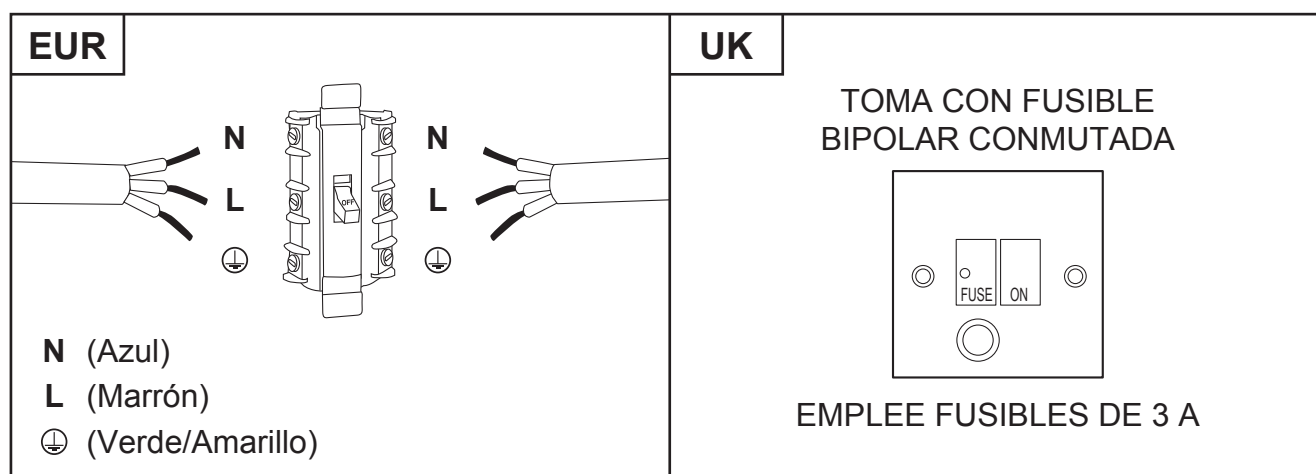 EUR
N
N
L
L
OFF
N (Azul)
L (Marrón)
(Verde/Amarillo)
UK
TOMA CON FUSIBLE
BIPOLAR CONMUTADA
FUSE ON
EMPLEE FUSIBLES DE 3 A